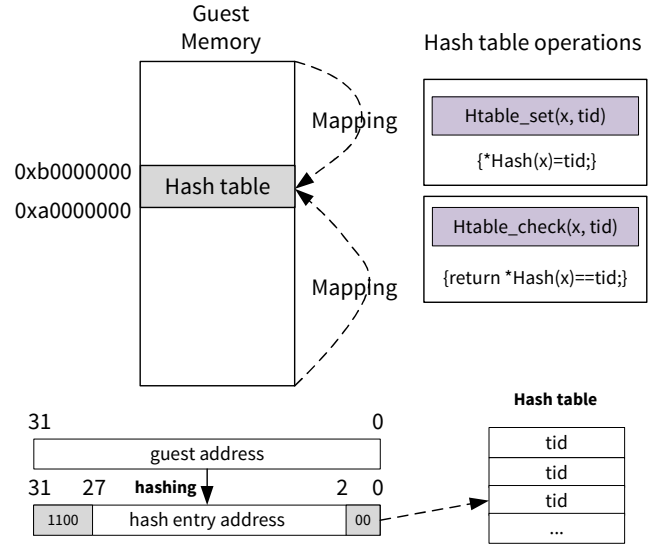 Guest
Memory
Hash table operations
Mapping
Htable_set(x, tid)
{*Hash(x)=tid;}
0xb0000000
Hash table
0xa0000000
Htable_check(x, tid)
{return *Hash(x)==tid;}
Mapping
Hash table
31 0
guest address
tid
tid
31 27 hashing 2 0
tid
1100 hash entry address 00
...